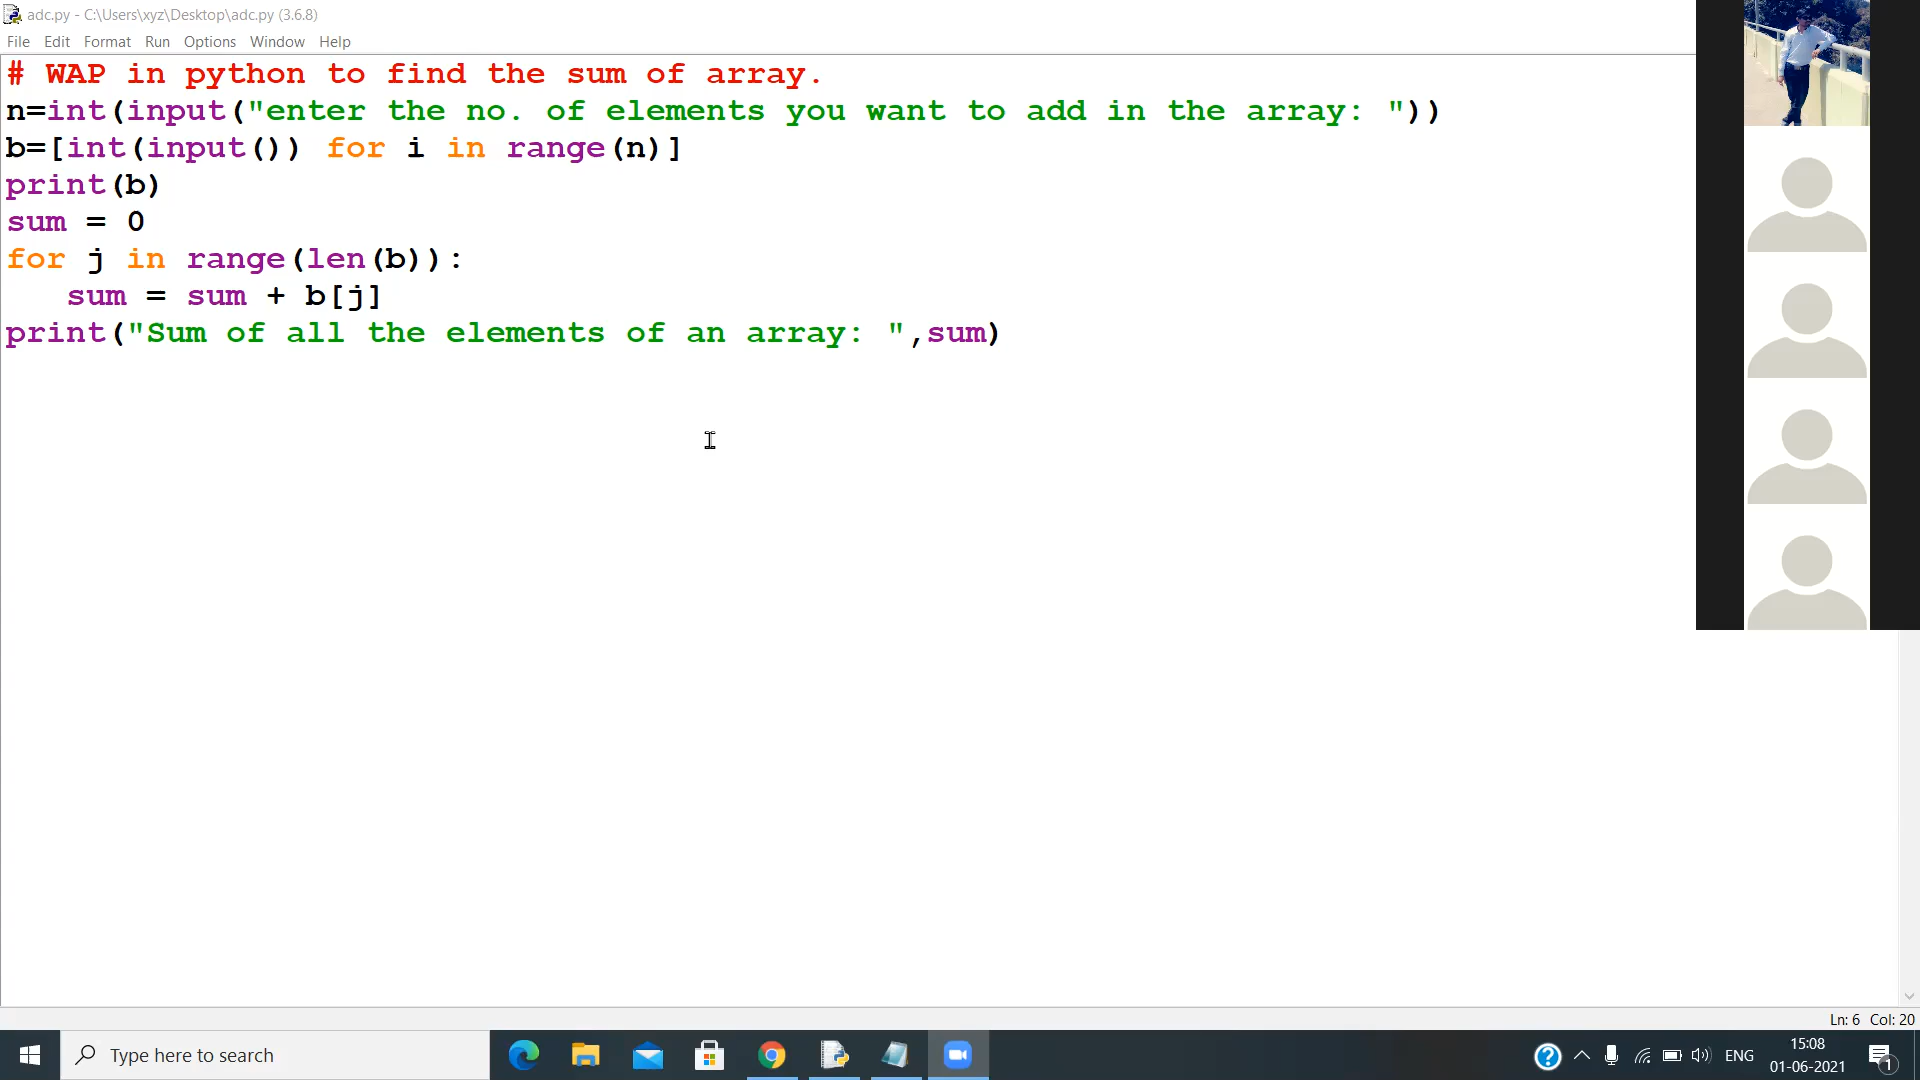 adc.py - C:\Users\xyz\Desktop\adc.py (3.6.8)
File Edit Format Run Options Window Help
# WAP in python to find the sum of array.
n=int(input("enter the no. of elements you want to add in the array: "))
b=[int(input()) for i in range(n)]
print(b)
sum = 0
for j in range(len(b)):
   sum = sum + b[j]
print("Sum of all the elements of an array: ",sum)
Ln: 6 Col: 20
Type here to search
ENG
15:08
01-06-2021
1